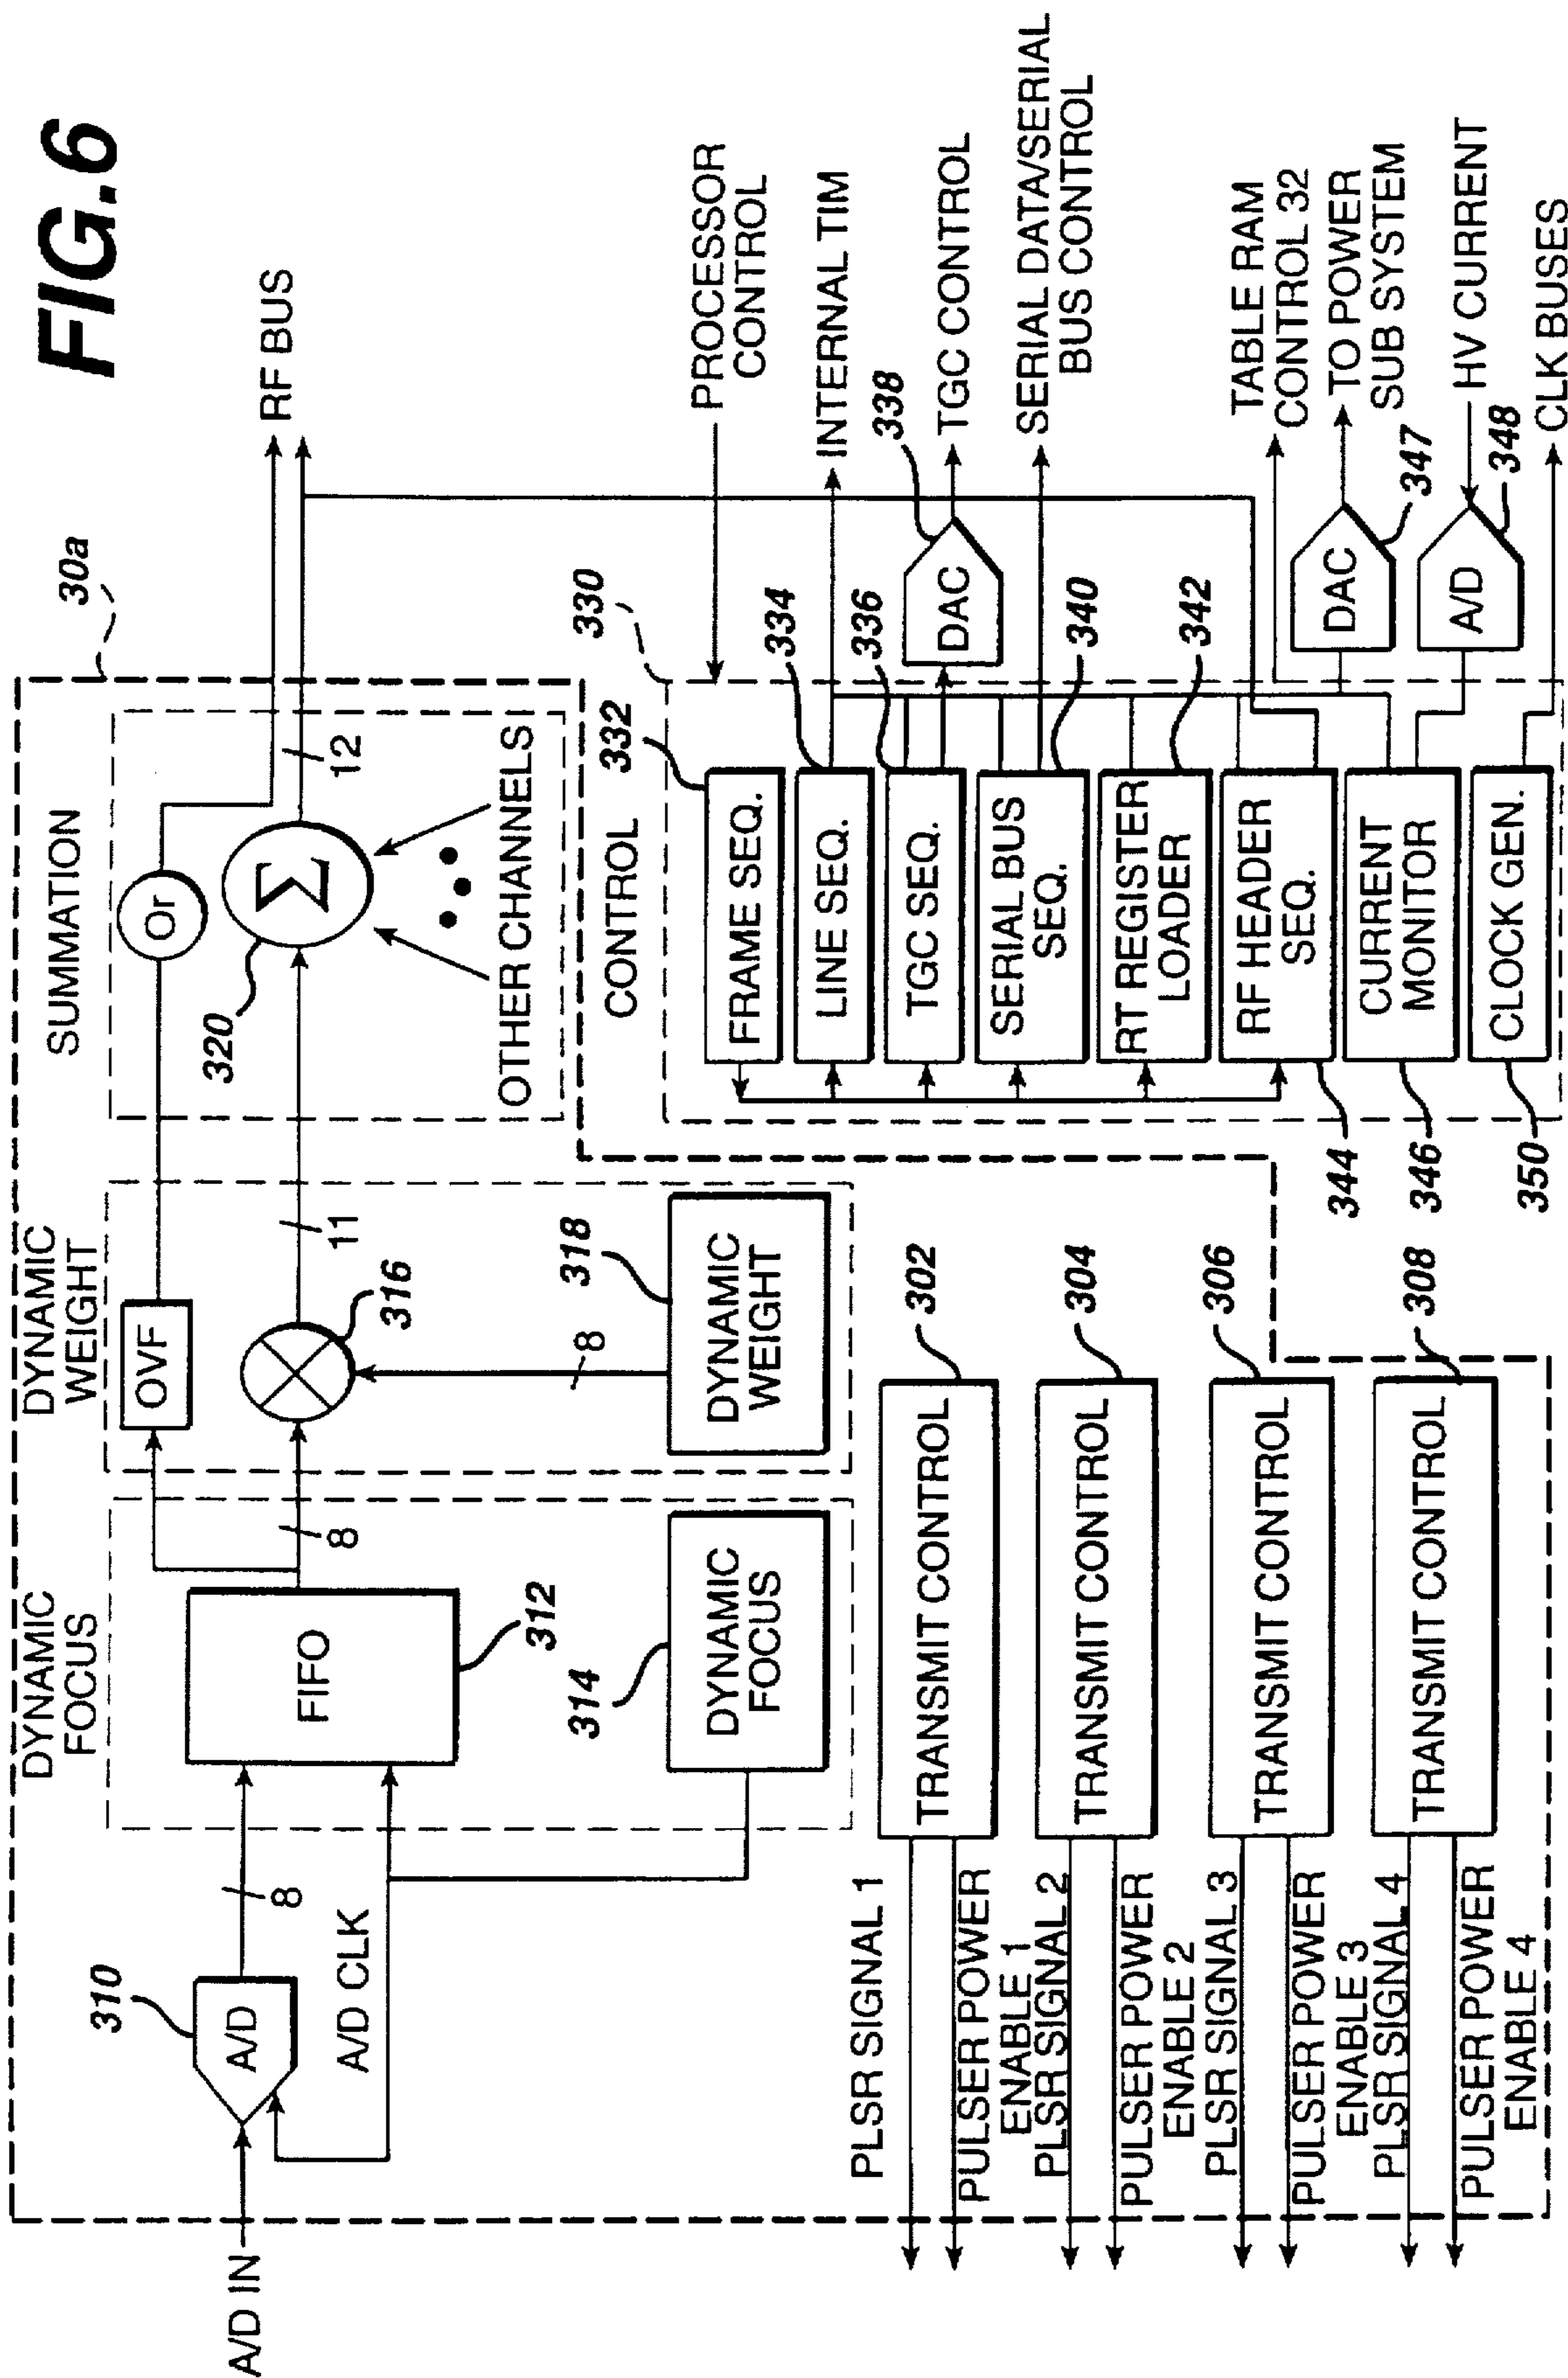 FIG.6
30a
DYNAMIC
FOCUS
DYNAMIC
WEIGHT
SUMMATION
A/D IN
310
A/D
8
A/D CLK
FIFO
312
8
314
DYNAMIC
FOCUS
OVF
316
11
8
318
DYNAMIC
WEIGHT
Or
320
Σ
12
OTHER CHANNELS
RF BUS
PLSR SIGNAL 1
PULSER POWER
ENABLE 1
TRANSMIT CONTROL
302
PLSR SIGNAL 2
PULSER POWER
ENABLE 2
TRANSMIT CONTROL
304
PLSR SIGNAL 3
PULSER POWER
ENABLE 3
TRANSMIT CONTROL
306
PLSR SIGNAL 4
PULSER POWER
ENABLE 4
TRANSMIT CONTROL
308
CONTROL
330
PROCESSOR
CONTROL
332
FRAME SEQ.
334
LINE SEQ.
INTERNAL TIM
336
TGC SEQ.
DAC
338
TGC CONTROL
SERIAL BUS
SEQ.
340
SERIAL DATA/SERIAL
BUS CONTROL
RT REGISTER
LOADER
342
RF HEADER
SEQ.
344
TABLE RAM
CONTROL 32
CURRENT
MONITOR
346
DAC
347
TO POWER
SUB SYSTEM
A/D
348
HV CURRENT
CLOCK GEN.
350
CLK BUSES